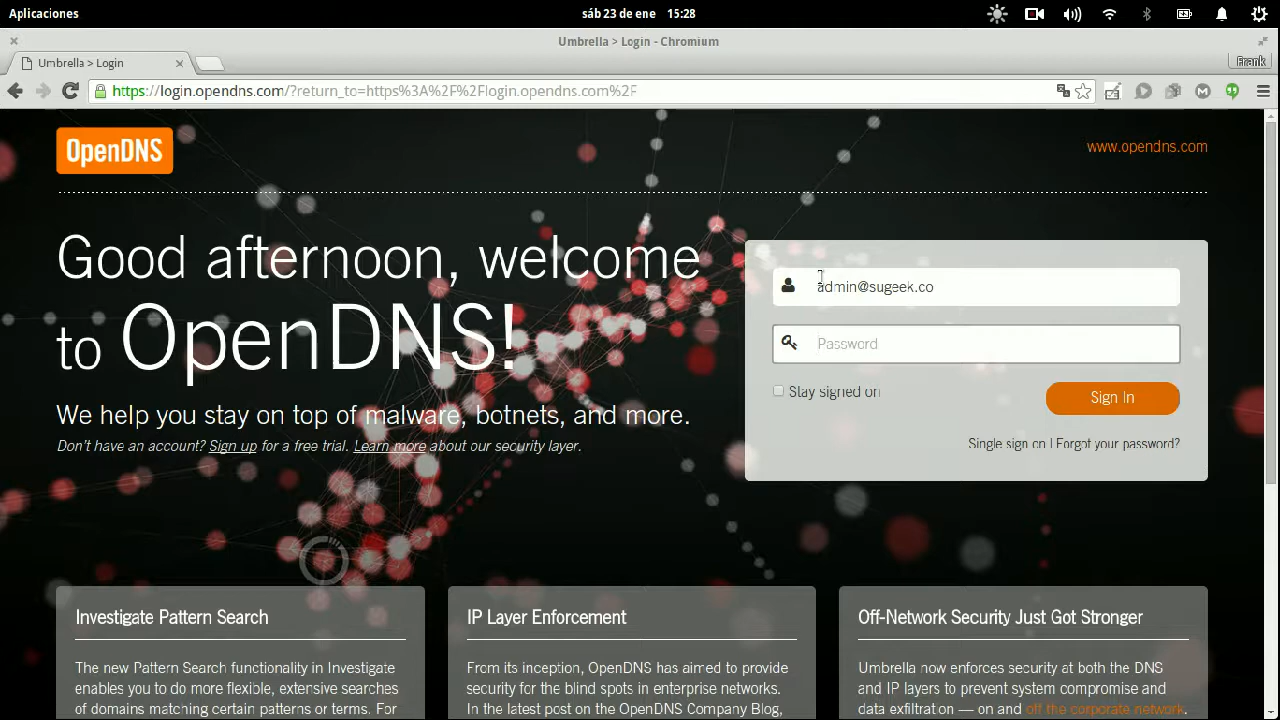 Aplicaciones
sáb 23 de ene 15:28
Umbrella > Login - Chromium
Umbrella > Login
Frank
https://login.opendns.com/?return_to=https%3A%2F%2Flogin.opendns.com%2F
OpenDNS
www.opendns.com
Good afternoon, welcome
to OpenDNS!
We help you stay on top of malware, botnets, and more.
Don't have an account? Sign up for a free trial. Learn more about our security layer.
admin@sugeek.co
Password
Stay signed on
Sign In
Single sign on | Forgot your password?
Investigate Pattern Search
The new Pattern Search functionality in Investigate
enables you to do more flexible, extensive searches
of domains matching certain patterns or terms. For
IP Layer Enforcement
From its inception, OpenDNS has aimed to provide
security for the blind spots in enterprise networks.
In the latest post on the OpenDNS Company Blog,
Off-Network Security Just Got Stronger
Umbrella now enforces security at both the DNS
and IP layers to prevent system compromise and
data exfiltration — on and off the corporate network.